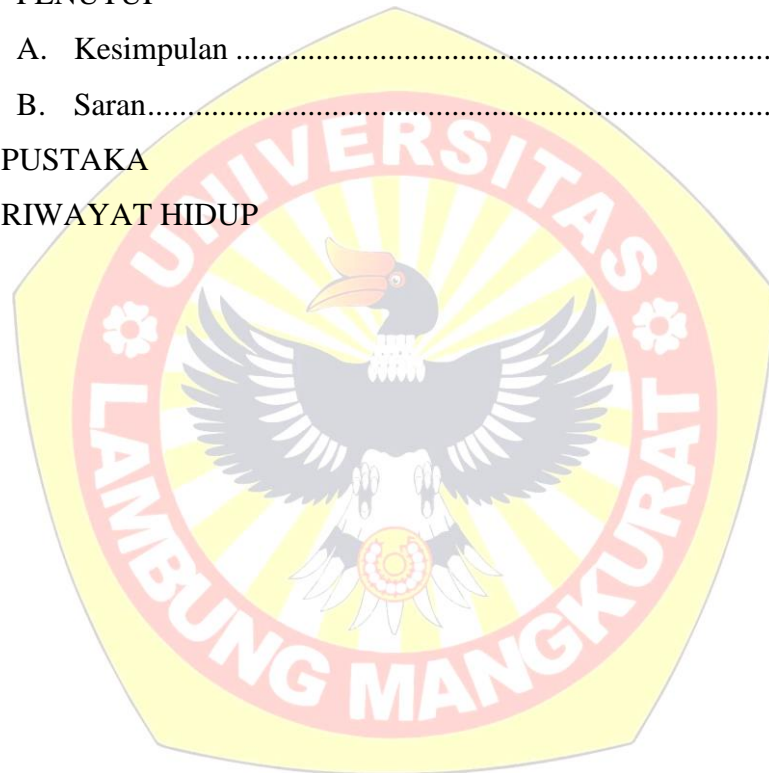 PENUTUP
A. Kesimpulan ....................................................................
B. Saran...............................................................................
PUSTAKA
RIWAYAT HIDUP
UNIVERSITAS
LAMBUNG MANGKURAT